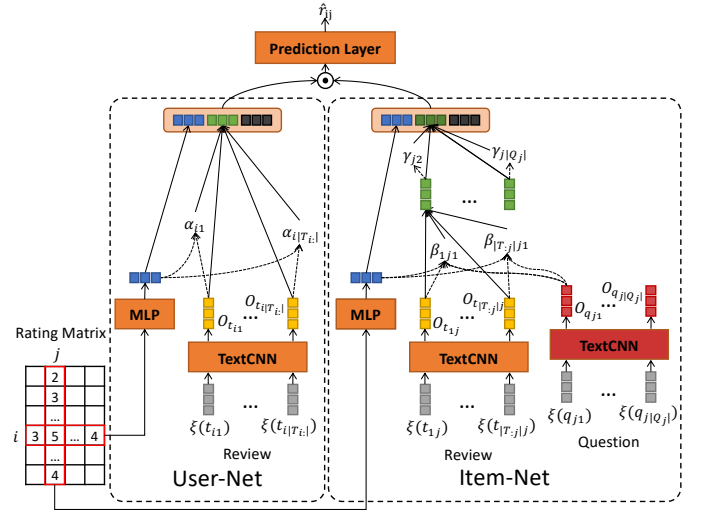 r̂ij
Prediction Layer
γj2
γj|Qj|
...
αi1
αi|Ti:|
β1j1
β|T:j|j1
MLP
Oti1
...
Oti|Ti:|
TextCNN
ξ(ti1)
...
ξ(ti|Ti:|)
Review
User-Net
MLP
Ot1j
...
Ot|T:j|j
TextCNN
ξ(t1j)
...
ξ(t|T:j|j)
Review
Item-Net
Oqj1
...
Oqj|Qj|
TextCNN
ξ(qj1)
...
ξ(qj|Qj|)
Question
Rating Matrix
j
2
3
...
i 3 5 ... 4
...
4